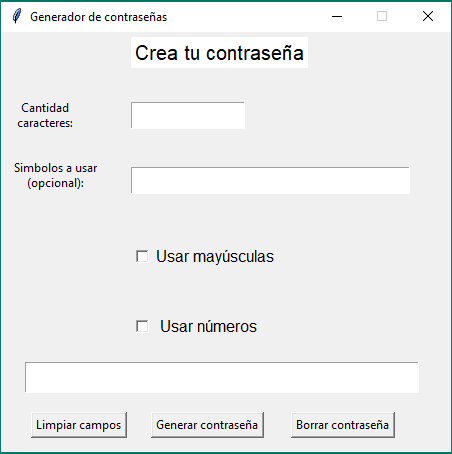 Generador de contraseñas
Crea tu contraseña
Cantidad
caracteres:
Simbolos a usar
(opcional):
Usar mayúsculas
Usar números
Limpiar campos
Generar contraseña
Borrar contraseña